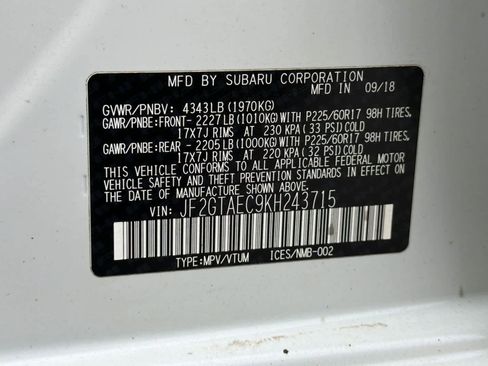 MFD BY SUBARU CORPORATION
MFD IN 09/18
GVWR/PNBV: 4343LB (1970KG)
GAWR/PNBE:FRONT- 2227LB (1010KG)WITH P225/60R17 98H TIRES,
17X7J RIMS AT 230 KPA (33 PSI)COLD
GAWR/PNBE:REAR - 2205LB (1000KG)WITH P225/60R17 98H TIRES,
17X7J RIMS AT 220 KPA (32 PSI)COLD
THIS VEHICLE CONFORMS TO ALL APPLICABLE FEDERAL MOTOR
VEHICLE SAFETY AND THEFT PREVENTION STANDARDS IN EFFECT
ON THE DATE OF MANUFACTURE SHOWN ABOVE.
VIN: JF2GTAEC9KH243715
TYPE:MPV/VTUM ICES/NMB-002